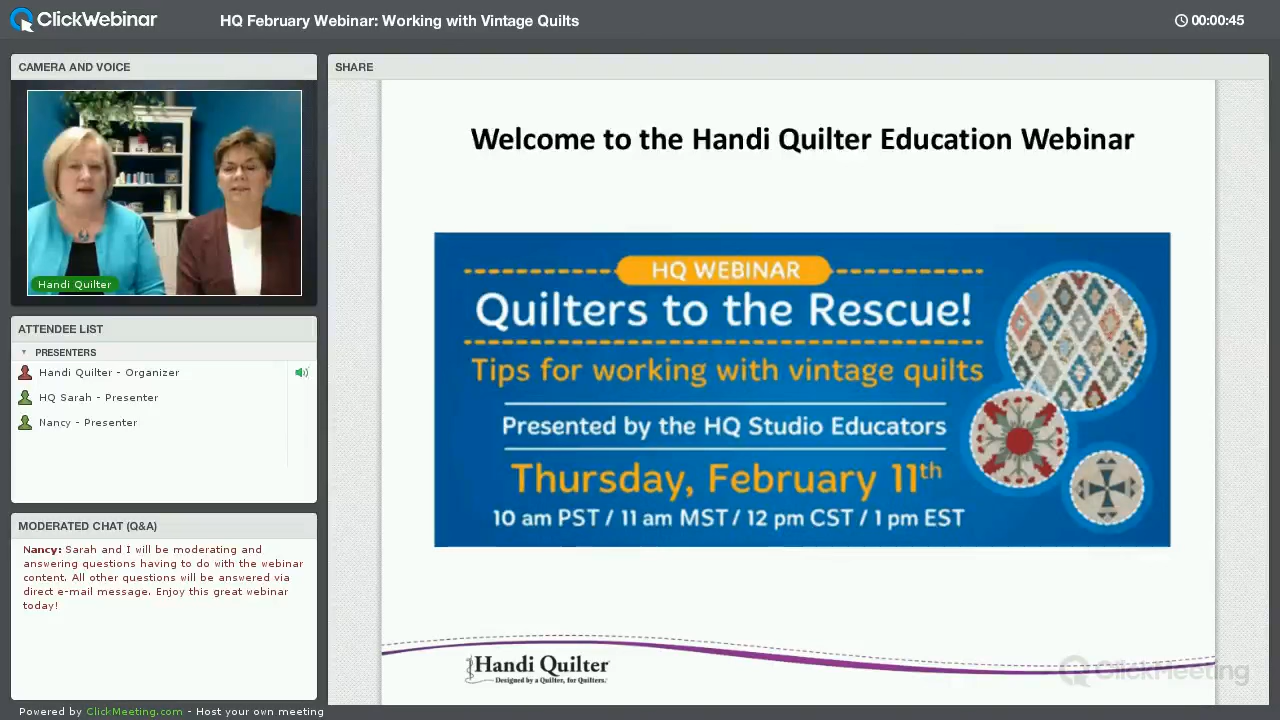 ClickWebinar
HQ February Webinar: Working with Vintage Quilts
00:00:45
CAMERA AND VOICE
Handi Quilter
ATTENDEE LIST
PRESENTERS
Handi Quilter - Organizer
HQ Sarah - Presenter
Nancy - Presenter
MODERATED CHAT (Q&A)
Nancy: Sarah and I will be moderating and
answering questions having to do with the webinar
content. All other questions will be answered via
direct e-mail message. Enjoy this great webinar
today!
Powered by ClickMeeting.com - Host your own meeting
SHARE
Welcome to the Handi Quilter Education Webinar
HQ WEBINAR
Quilters to the Rescue!
Tips for working with vintage quilts
Presented by the HQ Studio Educators
Thursday, February 11th
10 am PST / 11 am MST / 12 pm CST / 1 pm EST
Handi Quilter
Designed by a Quilter, for Quilters.
ClickMeeting